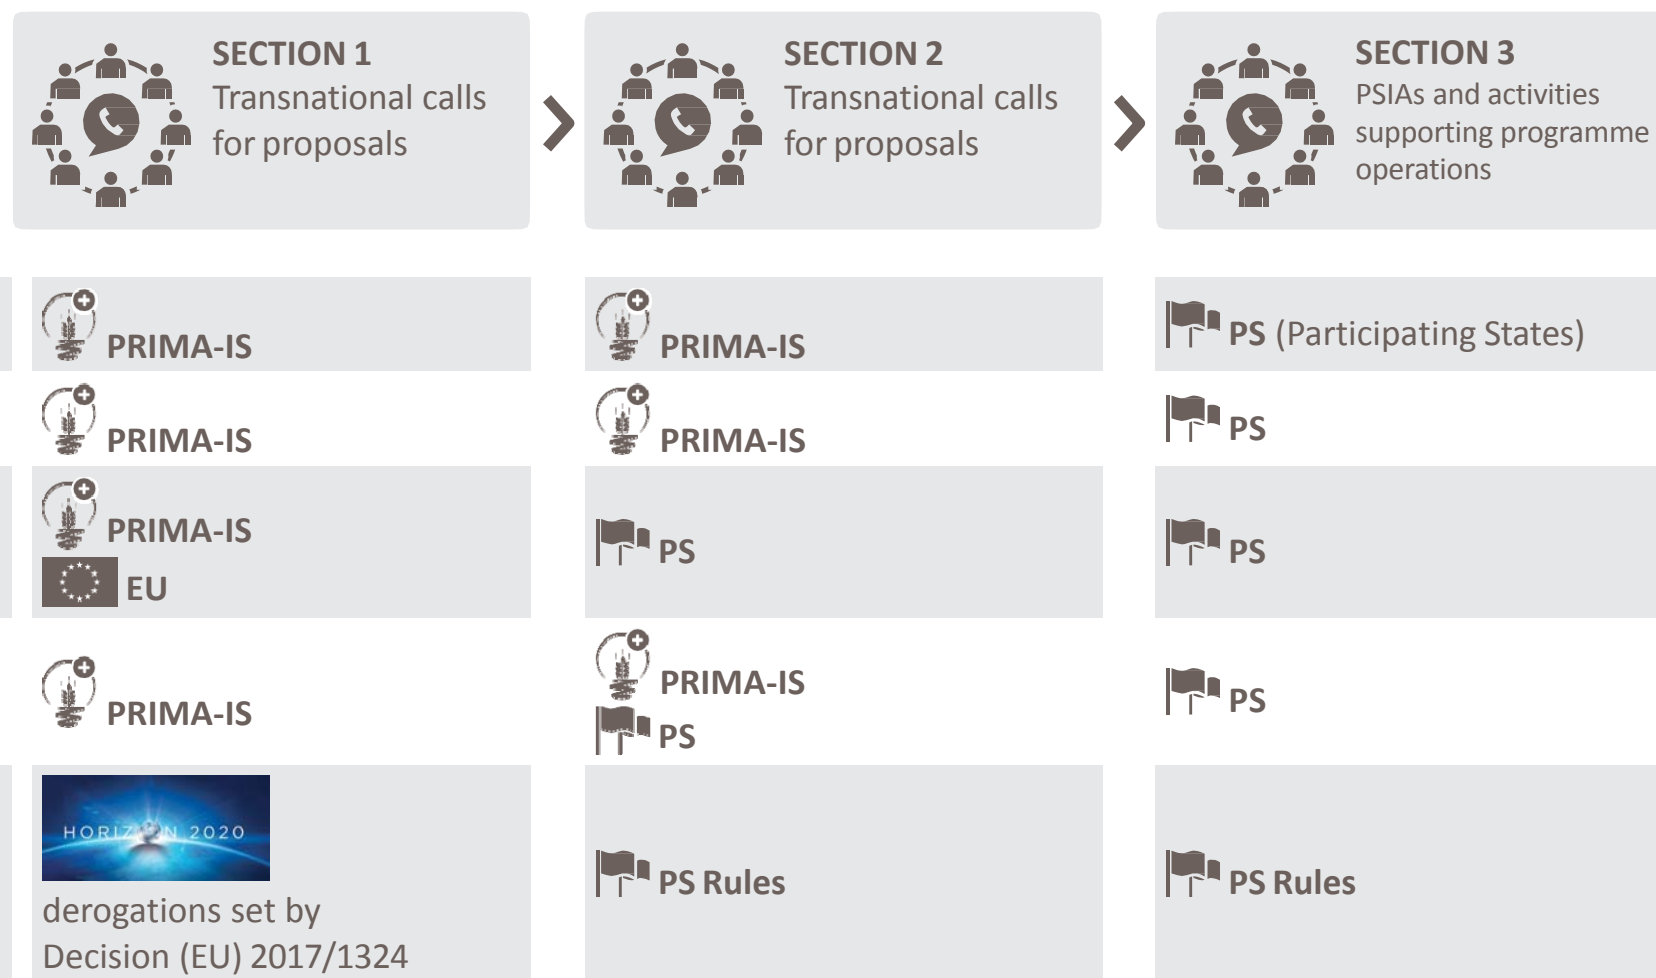 SECTION 1
Transnational calls
for proposals
SECTION 2
Transnational calls
for proposals
SECTION 3
PSIAs and activities
supporting programme
operations
PRIMA-IS
PRIMA-IS
PS (Participating States)
PRIMA-IS
PRIMA-IS
PS
PRIMA-IS
EU
PS
PS
PRIMA-IS
PRIMA-IS
PS
PS
HORIZON 2020
derogations set by
Decision (EU) 2017/1324
PS Rules
PS Rules